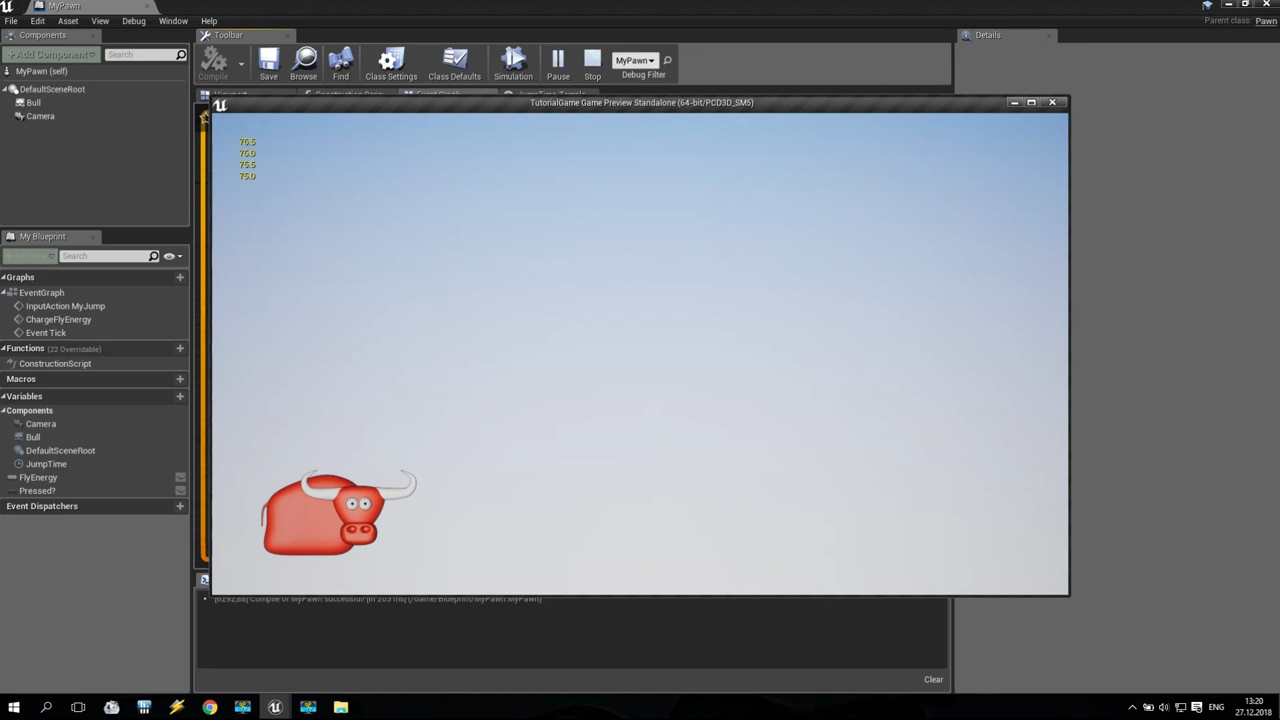 MyPawn
File Edit Asset View Debug Window Help
Parent class: Pawn
Components
Toolbar
Details
Add Component
Search
Compile
Save
Browse
Find
Class Settings
Class Defaults
Simulation
Pause
Stop
MyPawn
Debug Filter
MyPawn (self)
DefaultSceneRoot
Bull
Camera
TutorialGame Game Preview Standalone (64-bit/PCD3D_SM5)
76.5
76.0
75.5
75.0
My Blueprint
Search
Graphs
EventGraph
InputAction MyJump
ChargeFlyEnergy
Event Tick
Functions (22 Overridable)
ConstructionScript
Macros
Variables
Components
Camera
Bull
DefaultSceneRoot
JumpTime
FlyEnergy
Pressed?
Event Dispatchers
Clear
ENG
13:20
27.12.2018